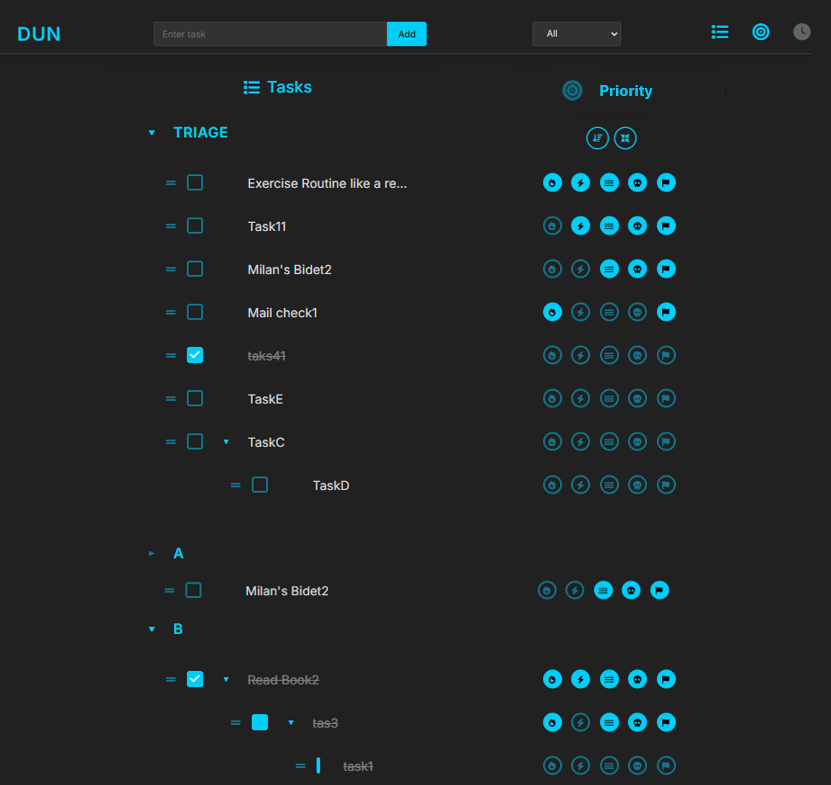 DUN
Enter task
Add
All
Tasks
Priority
TRIAGE
Exercise Routine like a re...
Task11
Milan's Bidet2
Mail check1
taks41
TaskE
TaskC
TaskD
A
Milan's Bidet2
B
Read Book2
tas3
task1